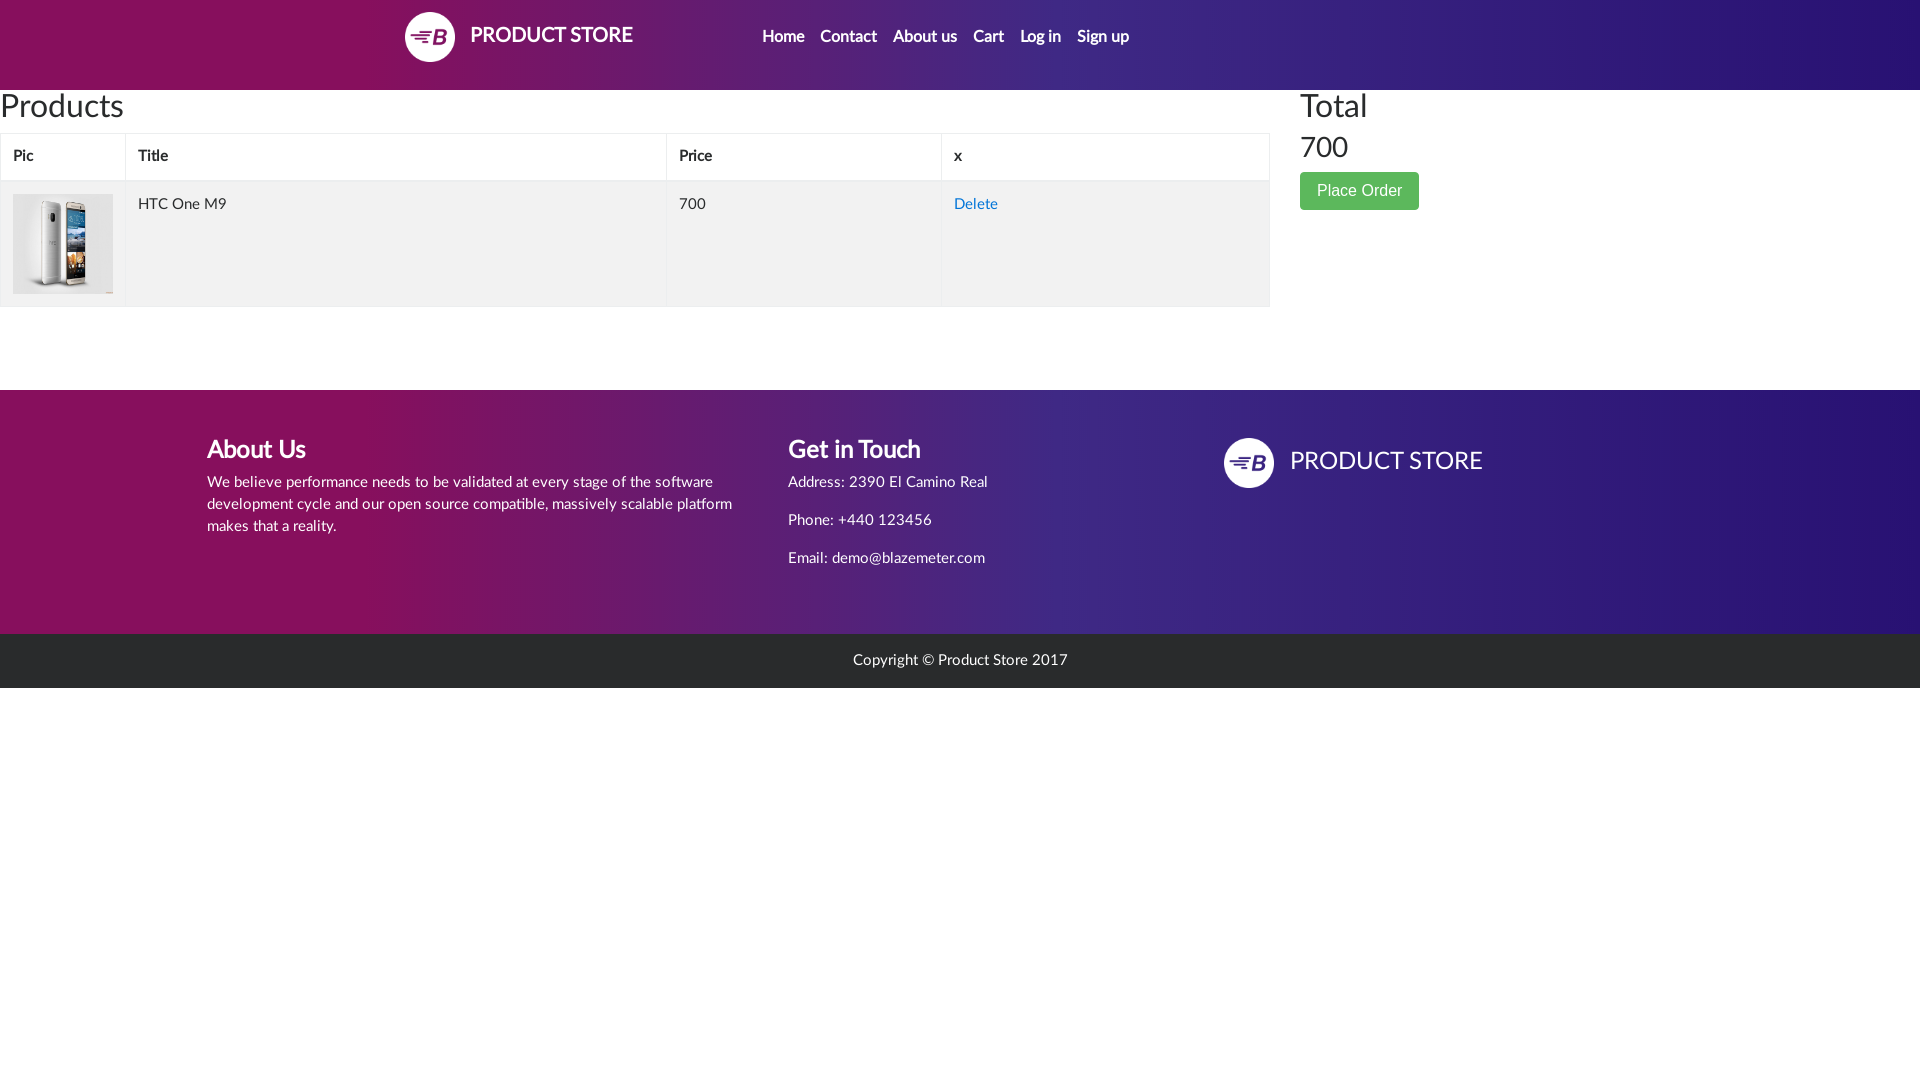 PRODUCT STORE
Home Contact About us Cart Log in Sign up
Products
Pic Title Price x
HTC One M9 700 Delete
Total
700
Place Order
About Us
We believe performance needs to be validated at every stage of the software
development cycle and our open source compatible, massively scalable platform
makes that a reality.
Get in Touch
Address: 2390 El Camino Real
Phone: +440 123456
Email: demo@blazemeter.com
PRODUCT STORE
Copyright © Product Store 2017